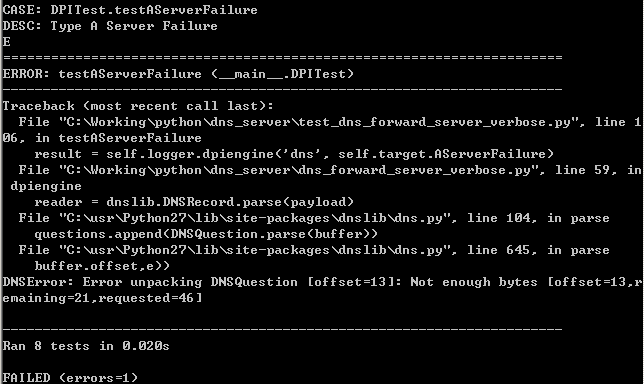 CASE: DPITest.testAServerFailure
DESC: Type A Server Failure
E
======================================================================
ERROR: testAServerFailure (__main__.DPITest)
----------------------------------------------------------------------
Traceback (most recent call last):
  File "C:\Working\python\dns_server\test_dns_forward_server_verbose.py", line 1
06, in testAServerFailure
    result = self.logger.dpiengine('dns', self.target.AServerFailure)
  File "C:\Working\python\dns_server\dns_forward_server_verbose.py", line 59, in
 dpiengine
    reader = dnslib.DNSRecord.parse(payload)
  File "C:\usr\Python27\lib\site-packages\dnslib\dns.py", line 104, in parse
    questions.append(DNSQuestion.parse(buffer))
  File "C:\usr\Python27\lib\site-packages\dnslib\dns.py", line 645, in parse
    buffer.offset,e))
DNSError: Error unpacking DNSQuestion [offset=13]: Not enough bytes [offset=13,r
emaining=21,requested=46]

----------------------------------------------------------------------
Ran 8 tests in 0.020s

FAILED (errors=1)